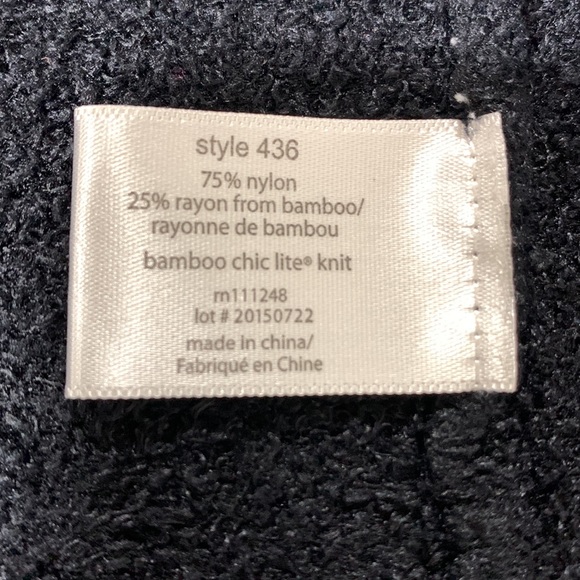 style 436
75% nylon
25% rayon from bamboo/
rayonne de bambou
bamboo chic lite® knit
rn111248
lot # 20150722
made in china/
Fabriqué en Chine